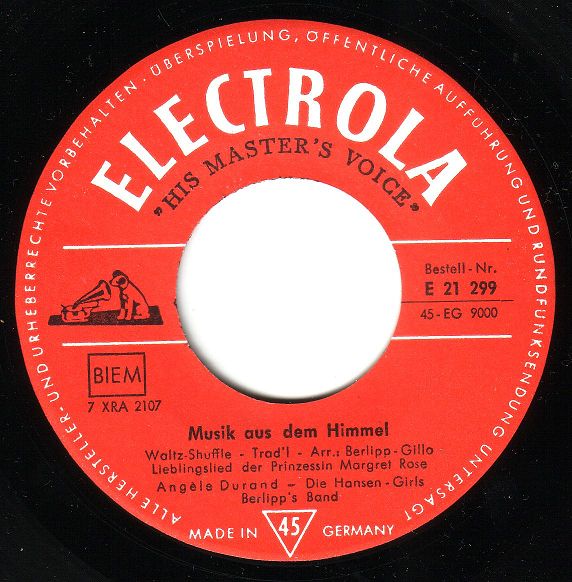 ALLE HERSTELLER- UND URHEBERRECHTE VORBEHALTEN · ÜBERSPIELUNG, ÖFFENTLICHE AUFFÜHRUNG UND RUNDFUNKSENDUNG UNTERSAGT
ELECTROLA
„HIS MASTER'S VOICE"
Bestell-Nr.
E 21 299
45-EG 9000
BIEM
7 XRA 2107
Musik aus dem Himmel
Waltz-Shuffle - Trad'l - Arr.: Berlipp-Gillo
Lieblingslied der Prinzessin Margret Rose
Angèle Durand - Die Hansen-Girls
Berlipp's Band
MADE IN 45 GERMANY